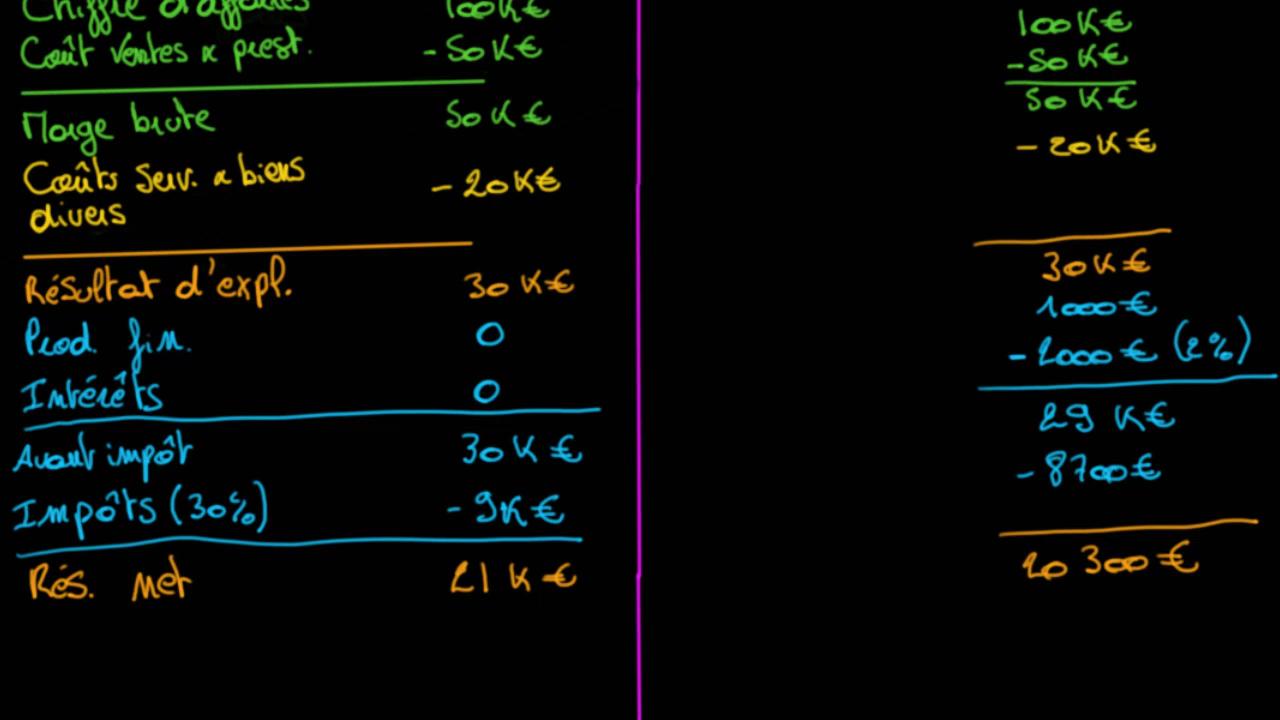 Chiffre d'affaires 100K€
Coût ventes & prest. - 50K€
Marge brute 50K€
Coûts serv. & biens - 20K€
divers
Résultat d'expl. 30K€
Prod. fin. 0
Intérêts 0
Avant impôt 30K€
Impôts (30%) - 9K€
Rés. net 21K€
100K€
- 50K€
50K€
- 20K€
30K€
1000€
- 2000€ (2%)
29K€
- 8700€
20 300€